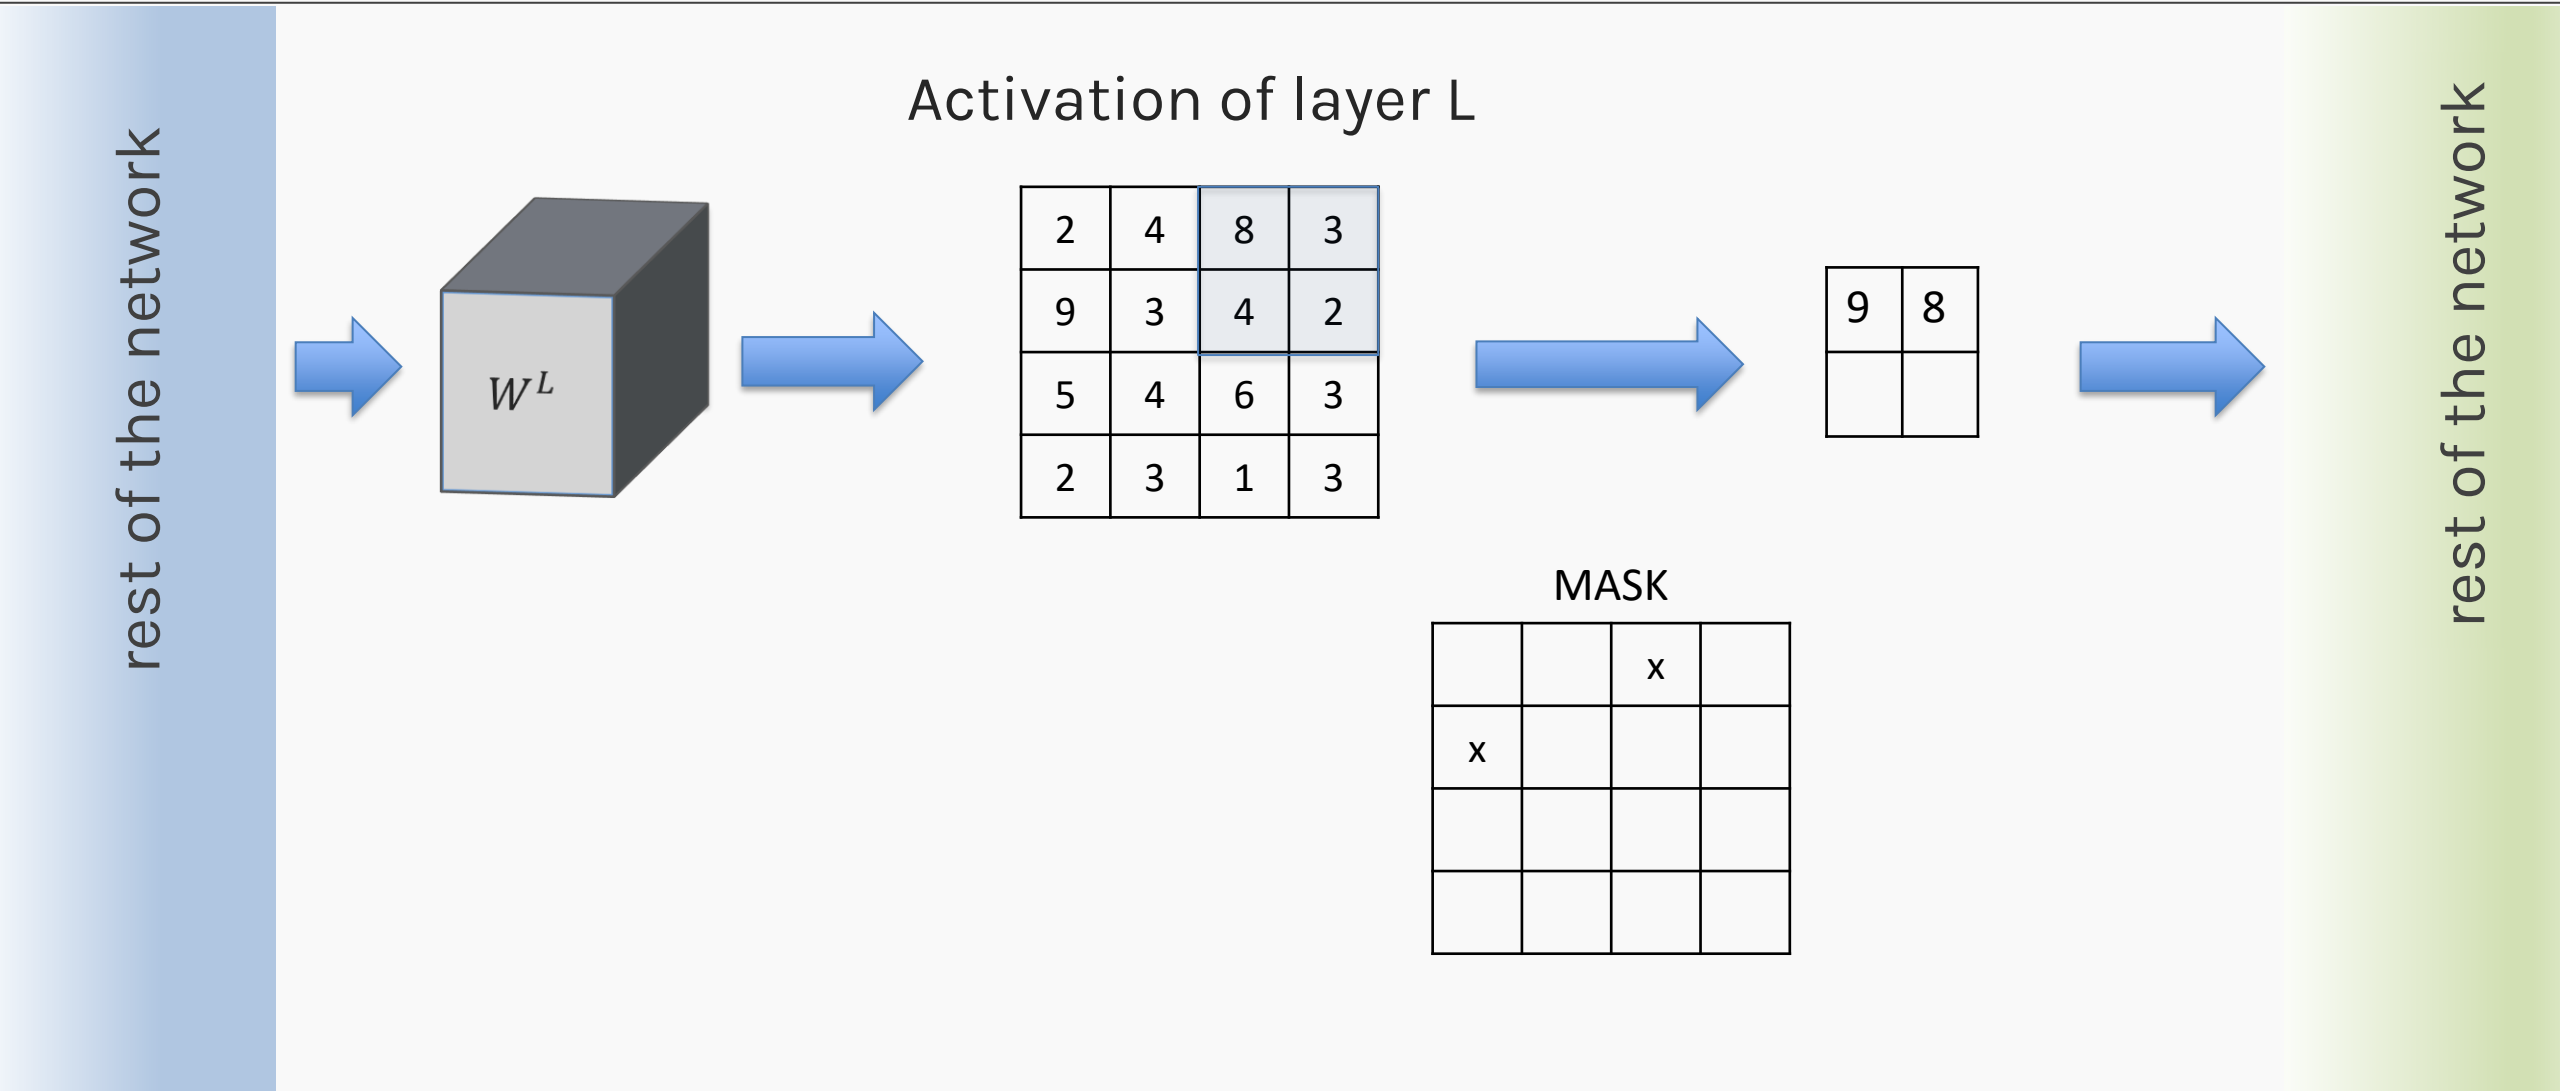 rest of the network
Activation of layer L
W^L
2 4 8 3
9 3 4 2
5 4 6 3
2 3 1 3
9 8
MASK
x
x
rest of the network